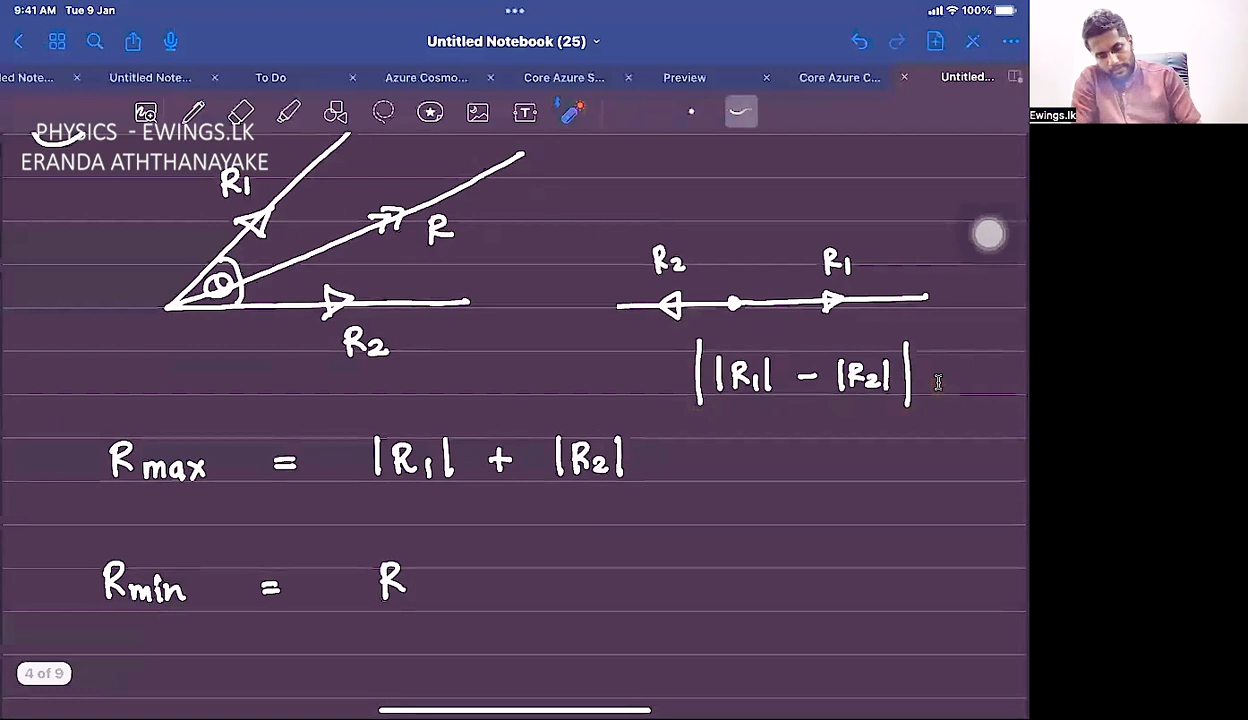 9:41 AM Tue 9 Jan
100%
Untitled Notebook (25)
led Note...
Untitled Note...
To Do
Azure Cosmo...
Core Azure S...
Preview
Core Azure C...
Untitled...
Ewings.lk
PHYSICS - EWINGS.LK
ERANDA ATHTHANAYAKE
R1
R
R2
θ
R2
R1
||R1| - |R2||
Rmax = |R1| + |R2|
Rmin = R
4 of 9